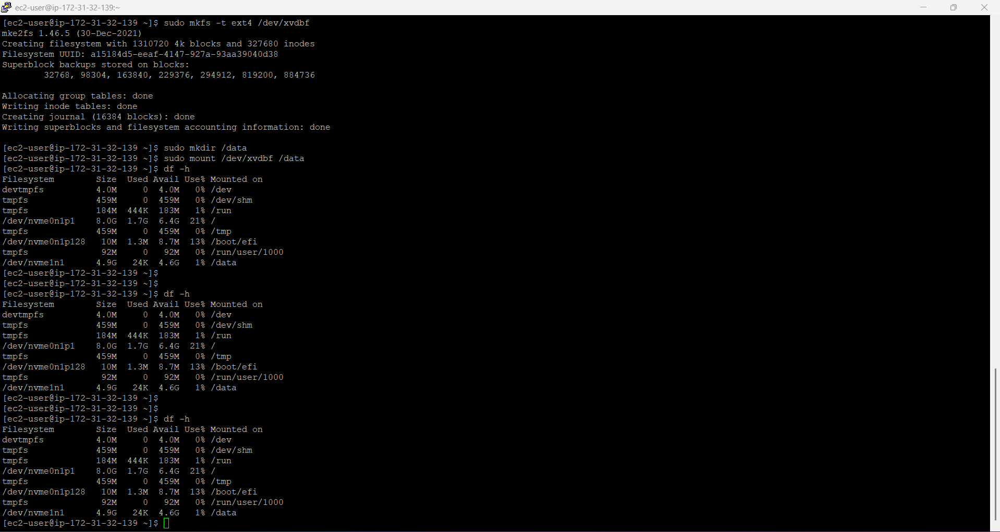 ec2-user@ip-172-31-32-139:~
[ec2-user@ip-172-31-32-139 ~]$ sudo mkfs -t ext4 /dev/xvdbf
mke2fs 1.46.5 (30-Dec-2021)
Creating filesystem with 1310720 4k blocks and 327680 inodes
Filesystem UUID: a15184d5-eeaf-4147-927a-93aa39040d38
Superblock backups stored on blocks:
        32768, 98304, 163840, 229376, 294912, 819200, 884736

Allocating group tables: done
Writing inode tables: done
Creating journal (16384 blocks): done
Writing superblocks and filesystem accounting information: done

[ec2-user@ip-172-31-32-139 ~]$ sudo mkdir /data
[ec2-user@ip-172-31-32-139 ~]$ sudo mount /dev/xvdbf /data
[ec2-user@ip-172-31-32-139 ~]$ df -h
Filesystem        Size  Used Avail Use% Mounted on
devtmpfs          4.0M     0  4.0M   0% /dev
tmpfs             459M     0  459M   0% /dev/shm
tmpfs             184M  444K  183M   1% /run
/dev/nvme0n1p1    8.0G  1.7G  6.4G  21% /
tmpfs             459M     0  459M   0% /tmp
/dev/nvme0n1p128   10M  1.3M  8.7M  13% /boot/efi
tmpfs              92M     0   92M   0% /run/user/1000
/dev/nvme1n1      4.9G   24K  4.6G   1% /data
[ec2-user@ip-172-31-32-139 ~]$
[ec2-user@ip-172-31-32-139 ~]$
[ec2-user@ip-172-31-32-139 ~]$ df -h
Filesystem        Size  Used Avail Use% Mounted on
devtmpfs          4.0M     0  4.0M   0% /dev
tmpfs             459M     0  459M   0% /dev/shm
tmpfs             184M  444K  183M   1% /run
/dev/nvme0n1p1    8.0G  1.7G  6.4G  21% /
tmpfs             459M     0  459M   0% /tmp
/dev/nvme0n1p128   10M  1.3M  8.7M  13% /boot/efi
tmpfs              92M     0   92M   0% /run/user/1000
/dev/nvme1n1      4.9G   24K  4.6G   1% /data
[ec2-user@ip-172-31-32-139 ~]$
[ec2-user@ip-172-31-32-139 ~]$
[ec2-user@ip-172-31-32-139 ~]$ df -h
Filesystem        Size  Used Avail Use% Mounted on
devtmpfs          4.0M     0  4.0M   0% /dev
tmpfs             459M     0  459M   0% /dev/shm
tmpfs             184M  444K  183M   1% /run
/dev/nvme0n1p1    8.0G  1.7G  6.4G  21% /
tmpfs             459M     0  459M   0% /tmp
/dev/nvme0n1p128   10M  1.3M  8.7M  13% /boot/efi
tmpfs              92M     0   92M   0% /run/user/1000
/dev/nvme1n1      4.9G   24K  4.6G   1% /data
[ec2-user@ip-172-31-32-139 ~]$